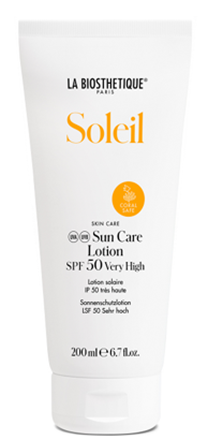 LA BIOSTHETIQUE
PARIS
Soleil
CORAL
SAFE
SKIN CARE
UVA UVB Sun Care
Lotion
SPF 50 Very High
Lotion solaire
IP 50 très haute
Sonnenschutzlotion
LSF 50 Sehr hoch
200 ml e 6.7 fl.oz.